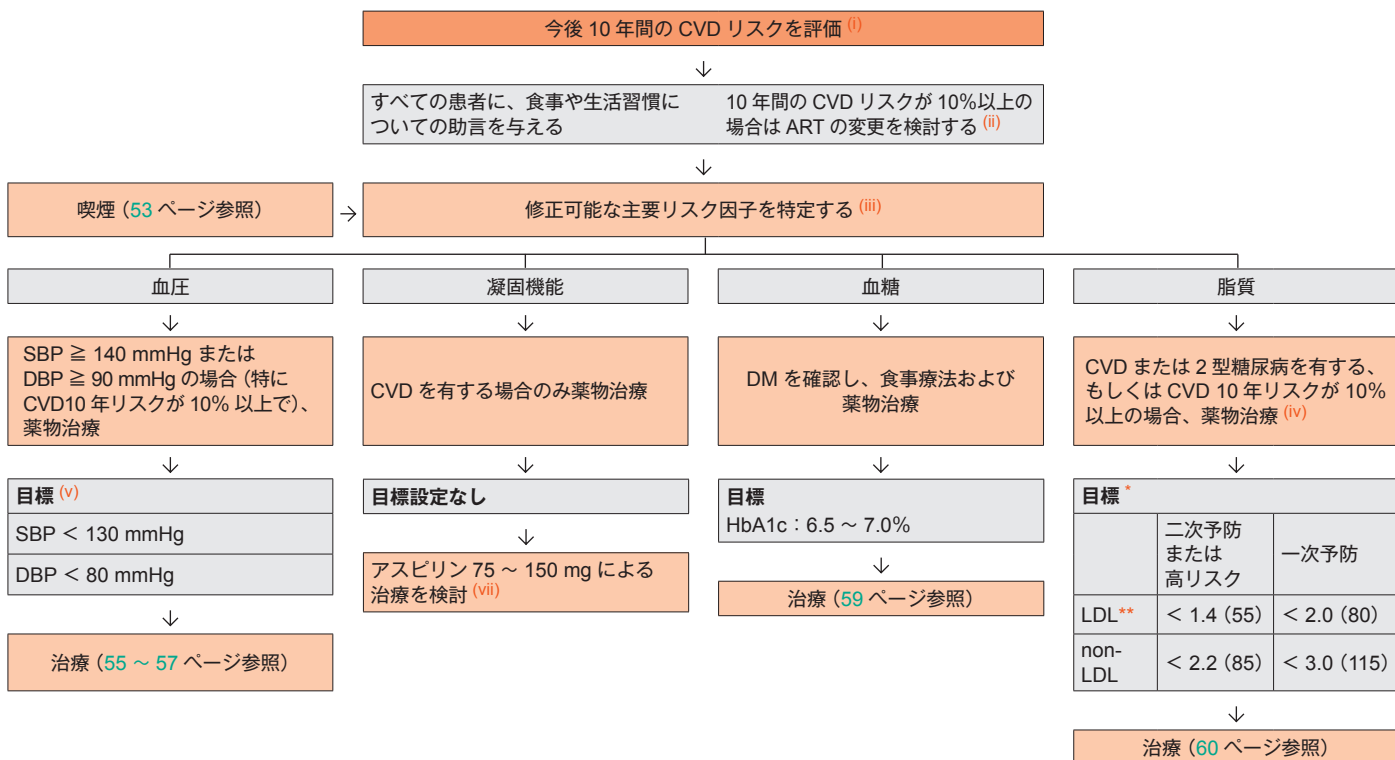 今後 10 年間の CVD リスクを評価 (i)
↓
すべての患者に、食事や生活習慣に
ついての助言を与える
10 年間の CVD リスクが 10%以上の
場合は ART の変更を検討する (ii)
↓
喫煙（53 ページ参照）
→
修正可能な主要リスク因子を特定する (iii)
血圧
↓
SBP ≧ 140 mmHg または
DBP ≧ 90 mmHg の場合（特に
CVD10 年リスクが 10% 以上で）、
薬物治療
↓
目標 (v)
SBP ＜ 130 mmHg
DBP ＜ 80 mmHg
↓
治療（55 ～ 57 ページ参照）
凝固機能
↓
CVD を有する場合のみ薬物治療
↓
目標設定なし
↓
アスピリン 75 ～ 150 mg による
治療を検討 (vii)
血糖
↓
DM を確認し、食事療法および
薬物治療
↓
目標
HbA1c：6.5 ～ 7.0%
↓
治療（59 ページ参照）
脂質
↓
CVD または 2 型糖尿病を有する、
もしくは CVD 10 年リスクが 10%
以上の場合、薬物治療 (iv)
↓
目標 *
二次予防
または
高リスク
一次予防
LDL** ＜ 1.4（55） ＜ 2.0（80）
non-
LDL ＜ 2.2（85） ＜ 3.0（115）
↓
治療（60 ページ参照）